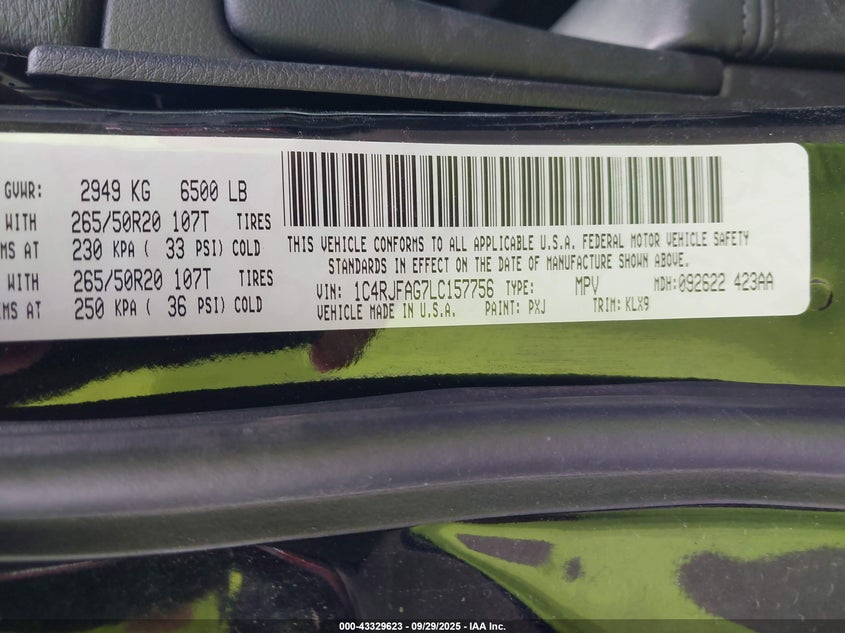 GVWR: 2949 KG 6500 LB
WITH 265/50R20 107T TIRES
MS AT 230 KPA ( 33 PSI) COLD
WITH 265/50R20 107T TIRES
MS AT 250 KPA ( 36 PSI) COLD
THIS VEHICLE CONFORMS TO ALL APPLICABLE U.S.A. FEDERAL MOTOR VEHICLE SAFETY
STANDARDS IN EFFECT ON THE DATE OF MANUFACTURE SHOWN ABOVE.
VIN: 1C4RJFAG7LC157756 TYPE: MPV MDH:092622 423AA
VEHICLE MADE IN U.S.A. PAINT: PXJ TRIM: KLX9
000-43329623 - 09/29/2025 - IAA Inc.